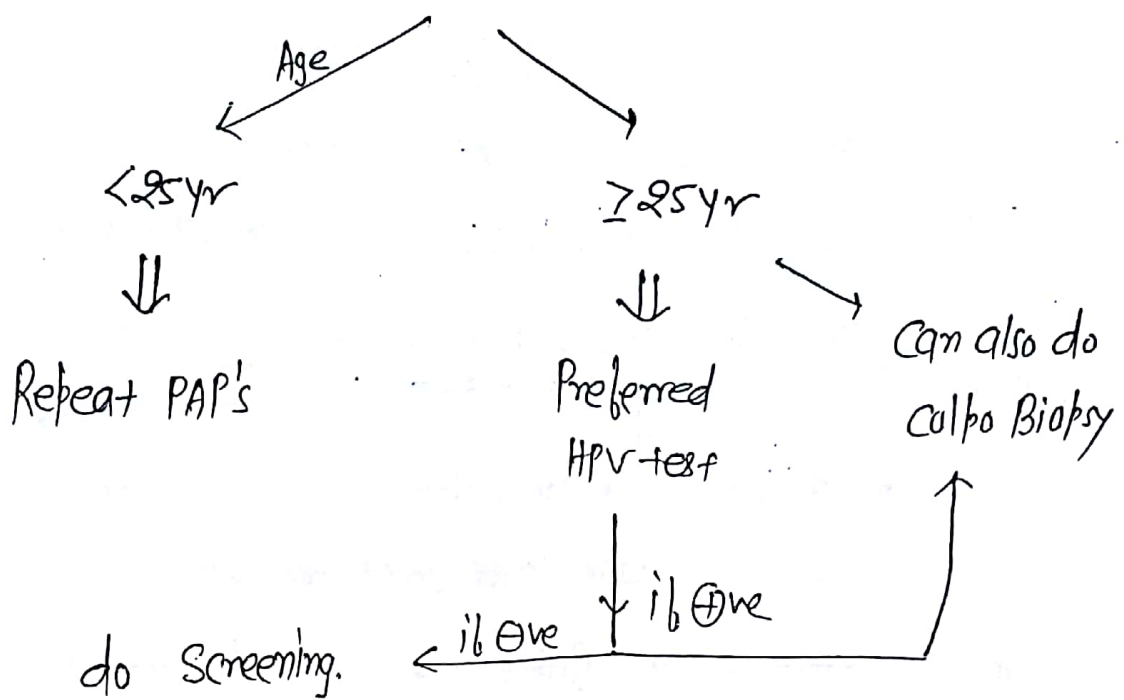 Age
<25yr
≥25yr
Repeat PAP's
Preferred
HPV test
Can also do
Colpo Biopsy
if ⊕ve
if ⊖ve
do Screening.